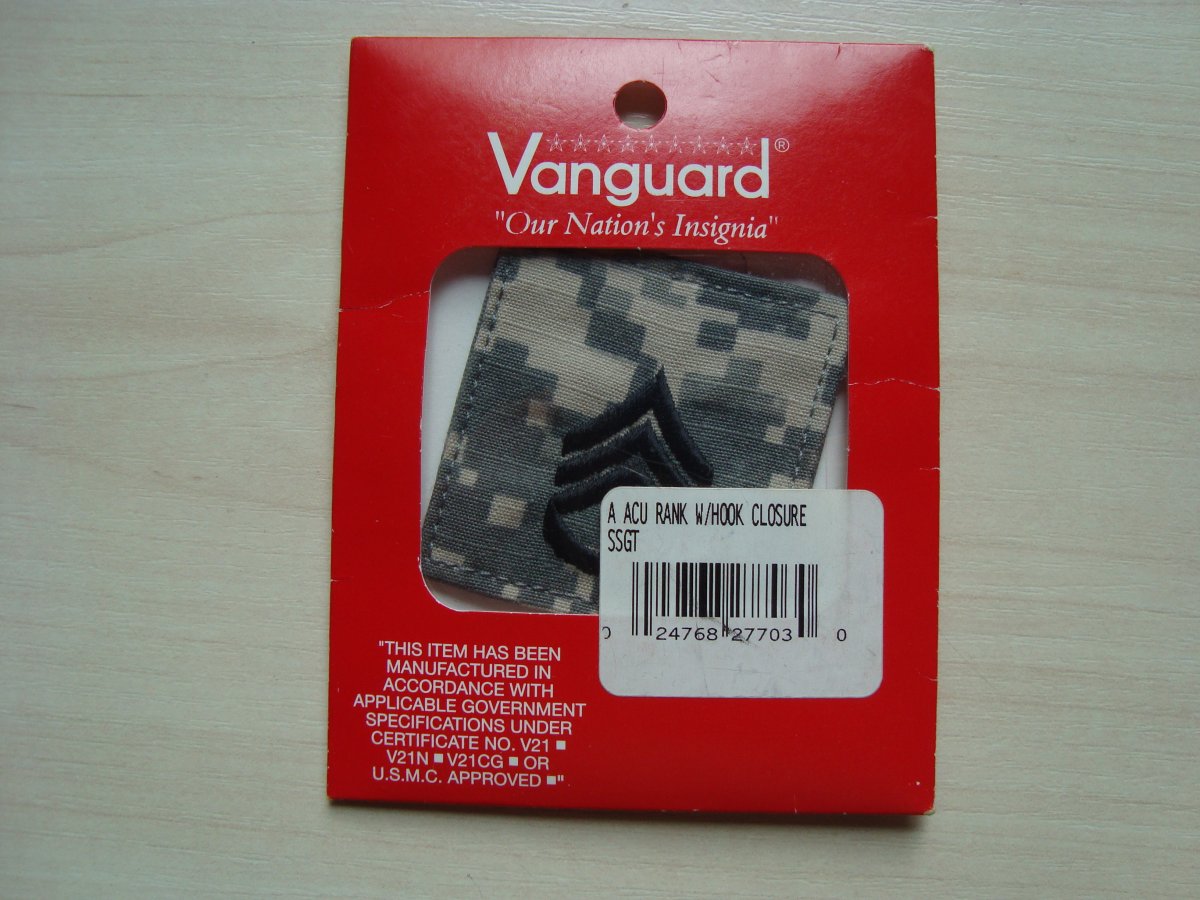 Vanguard®
"Our Nation's Insignia"
A ACU RANK W/HOOK CLOSURE
SSGT
0 24768 27703 0
"THIS ITEM HAS BEEN
MANUFACTURED IN
ACCORDANCE WITH
APPLICABLE GOVERNMENT
SPECIFICATIONS UNDER
CERTIFICATE NO. V21 ■
V21N ■ V21CG ■ OR
U.S.M.C. APPROVED ■"